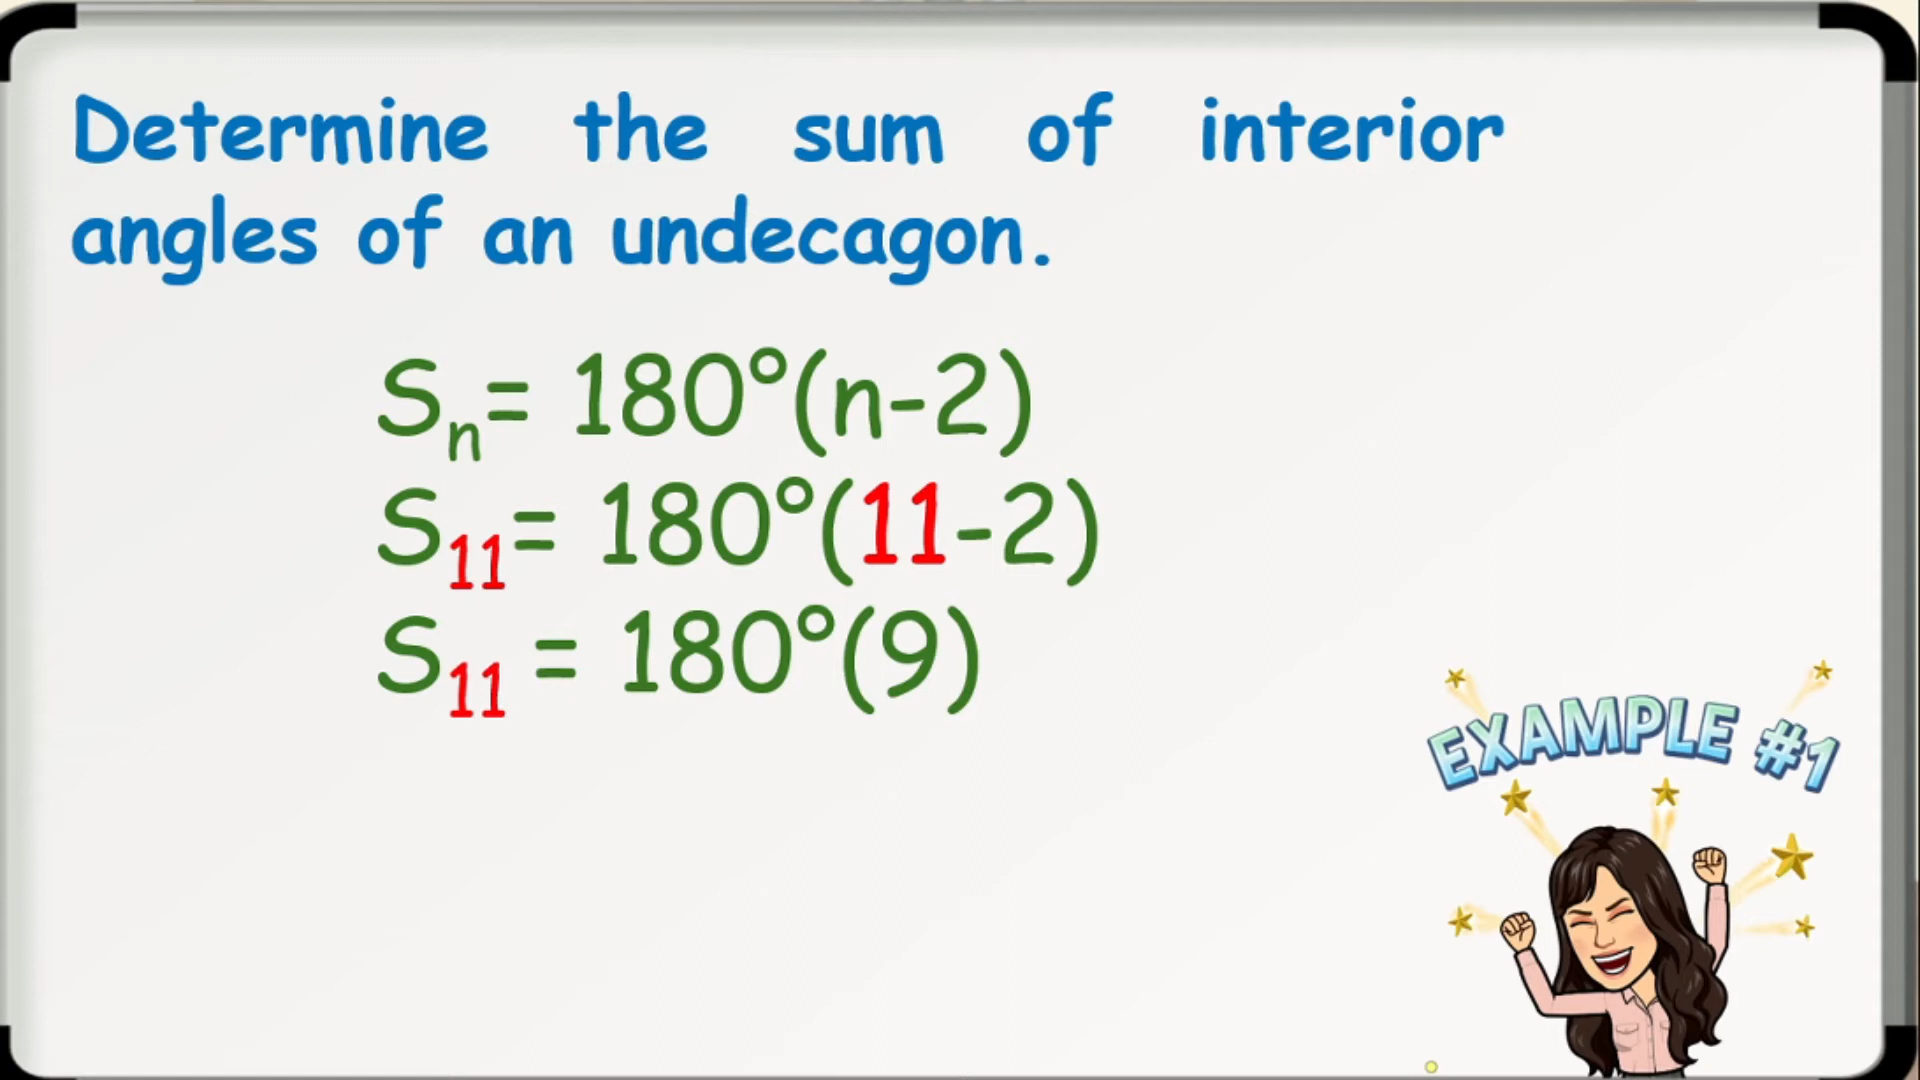 Determine the sum of interior
angles of an undecagon.
Sₙ= 180°(n-2)
S₁₁= 180°(11-2)
S₁₁ = 180°(9)
EXAMPLE #1